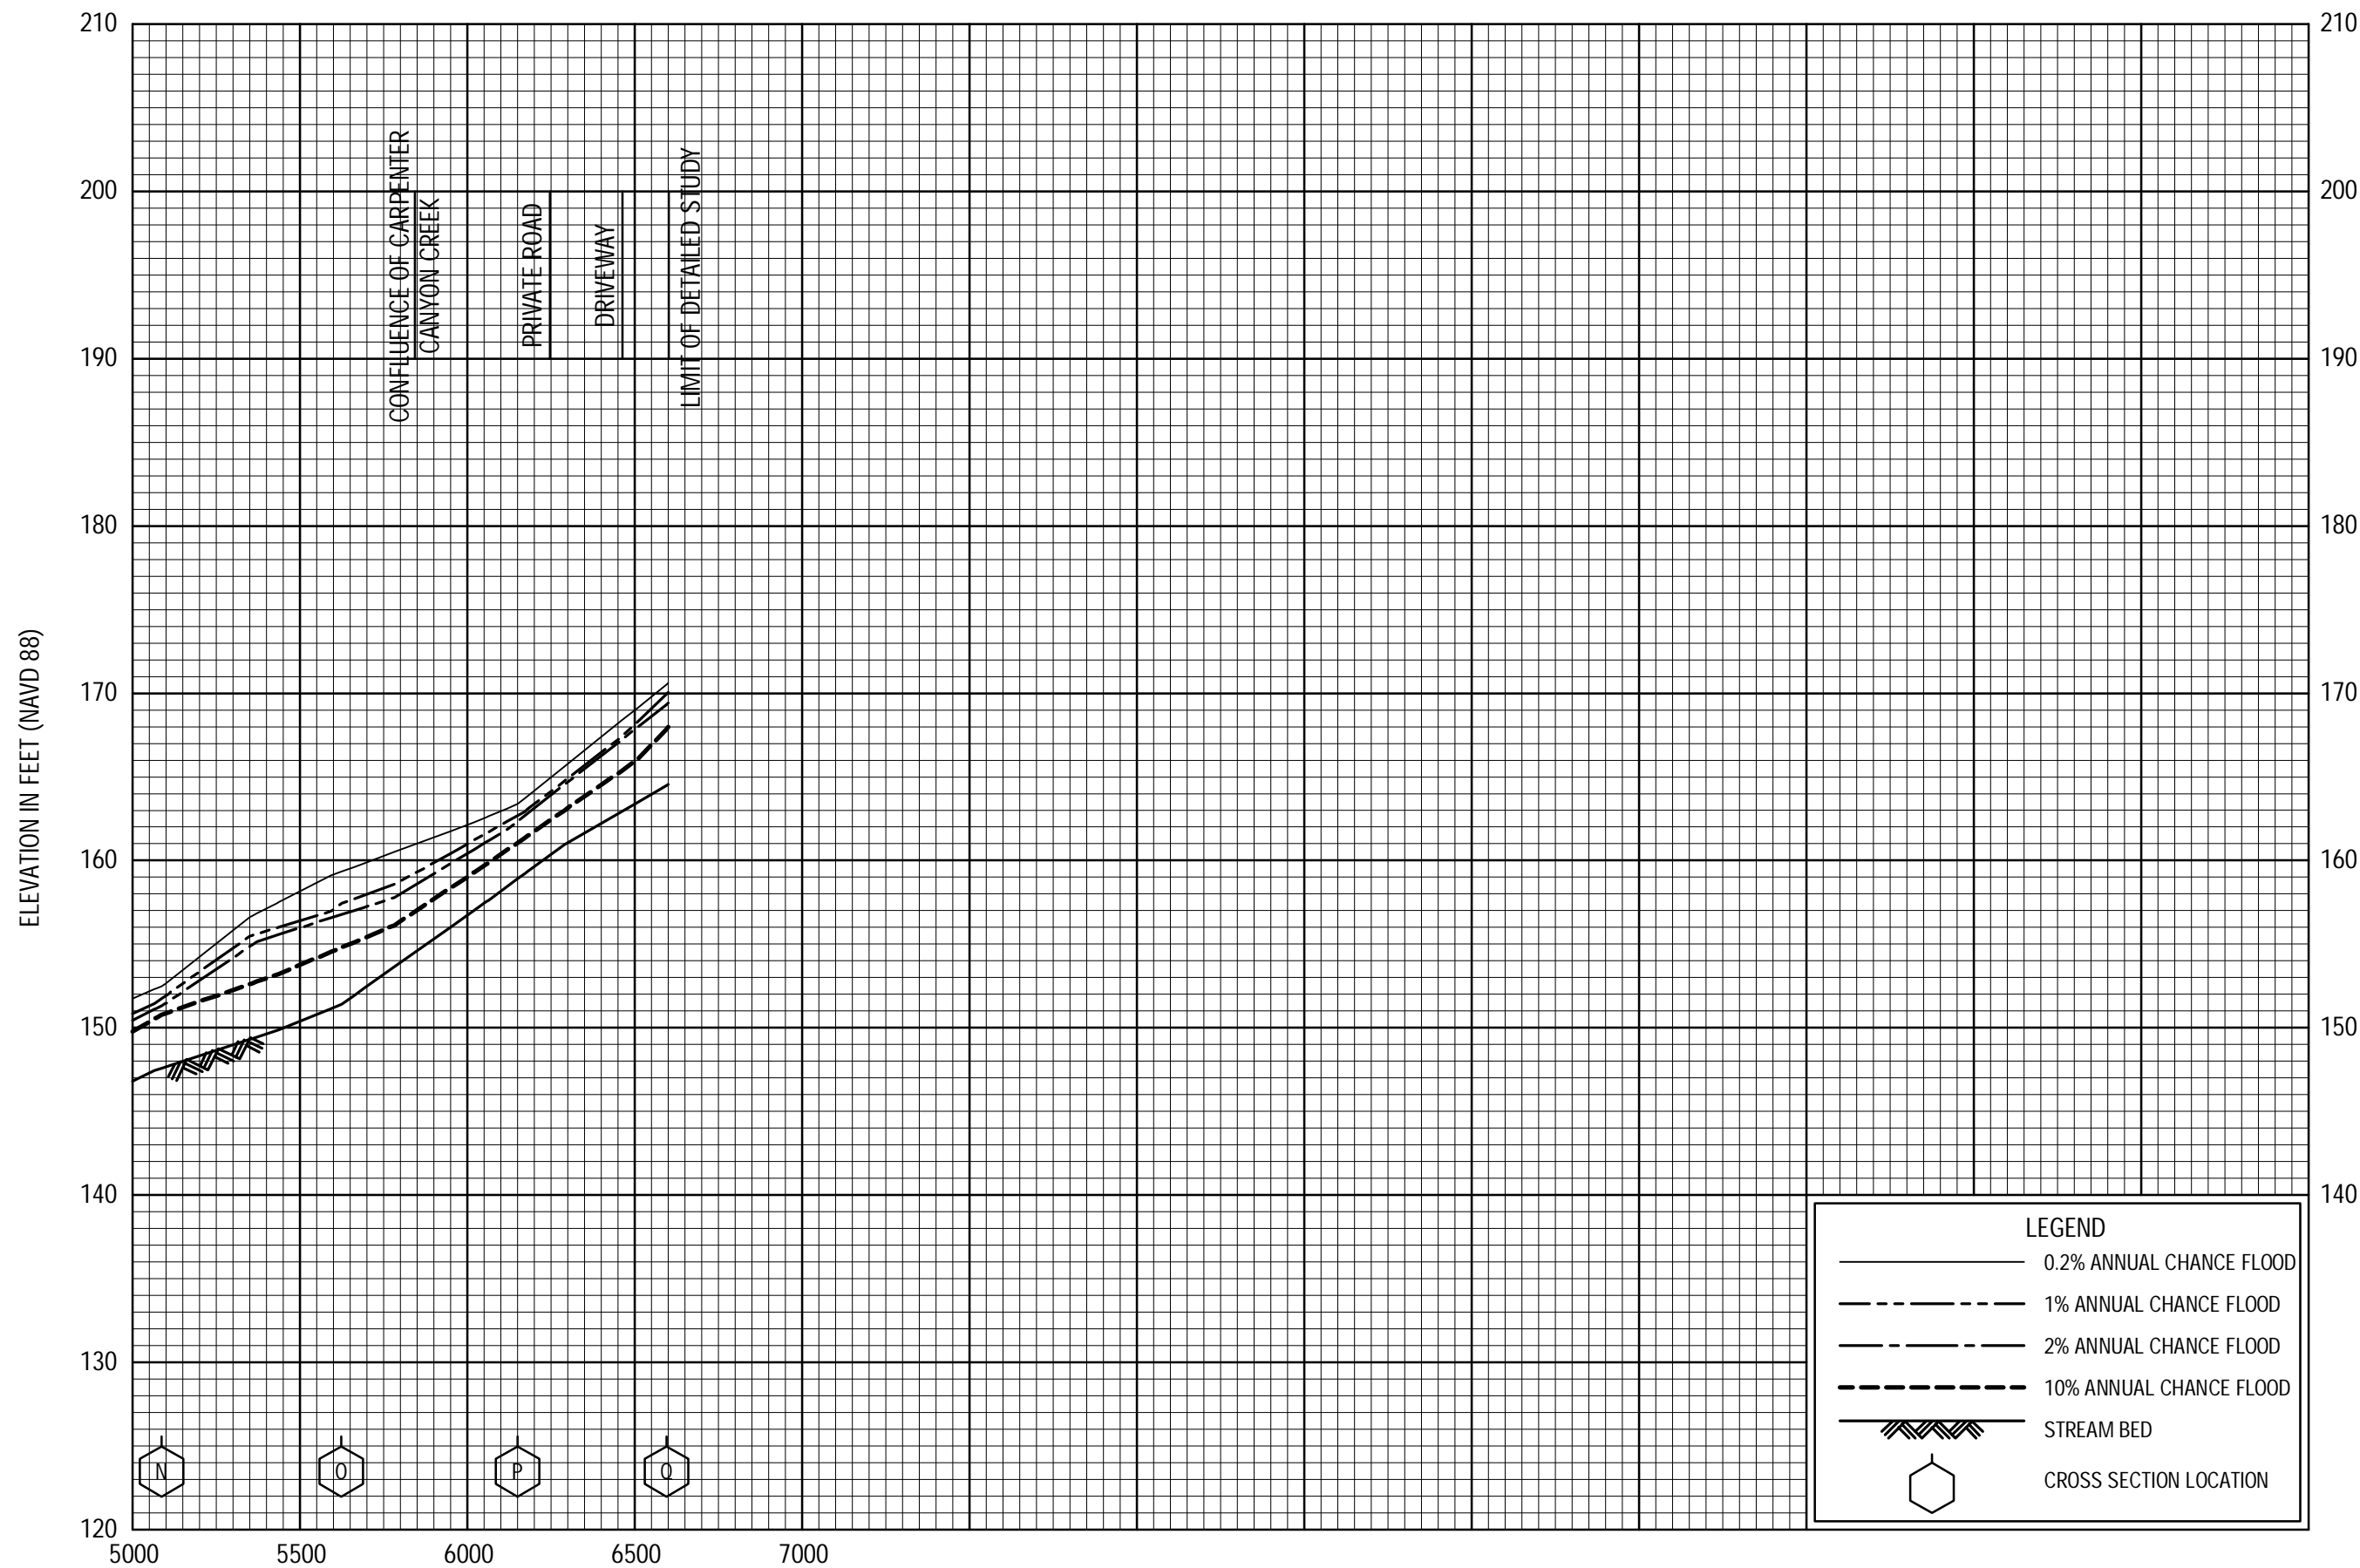 210
210
200
200
190
190
180
180
170
170
160
160
150
150
140
140
130
130
120
ELEVATION IN FEET (NAVD 88)
CONFLUENCE OF CARPENTER
CANYON CREEK
PRIVATE ROAD
DRIVEWAY
LIMIT OF DETAILED STUDY
N
O
P
Q
5000
5500
6000
6500
7000
LEGEND
0.2% ANNUAL CHANCE FLOOD
1% ANNUAL CHANCE FLOOD
2% ANNUAL CHANCE FLOOD
10% ANNUAL CHANCE FLOOD
STREAM BED
CROSS SECTION LOCATION